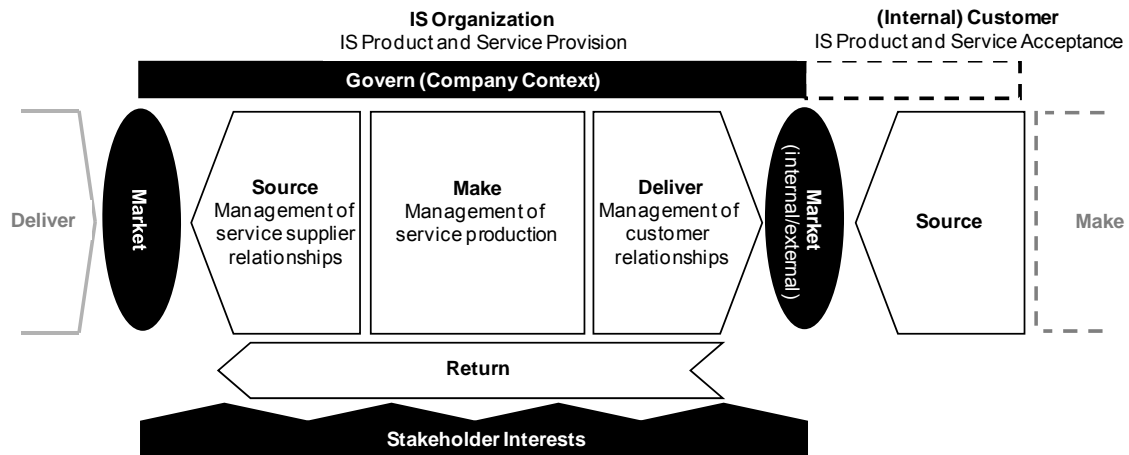 IS Organization
IS Product and Service Provision
(Internal) Customer
IS Product and Service Acceptance
Govern (Company Context)
Deliver
Market
Source
Management of
service supplier
relationships
Make
Management of
service production
Deliver
Management of
customer
relationships
Market
(internal/external)
Source
Make
Return
Stakeholder Interests